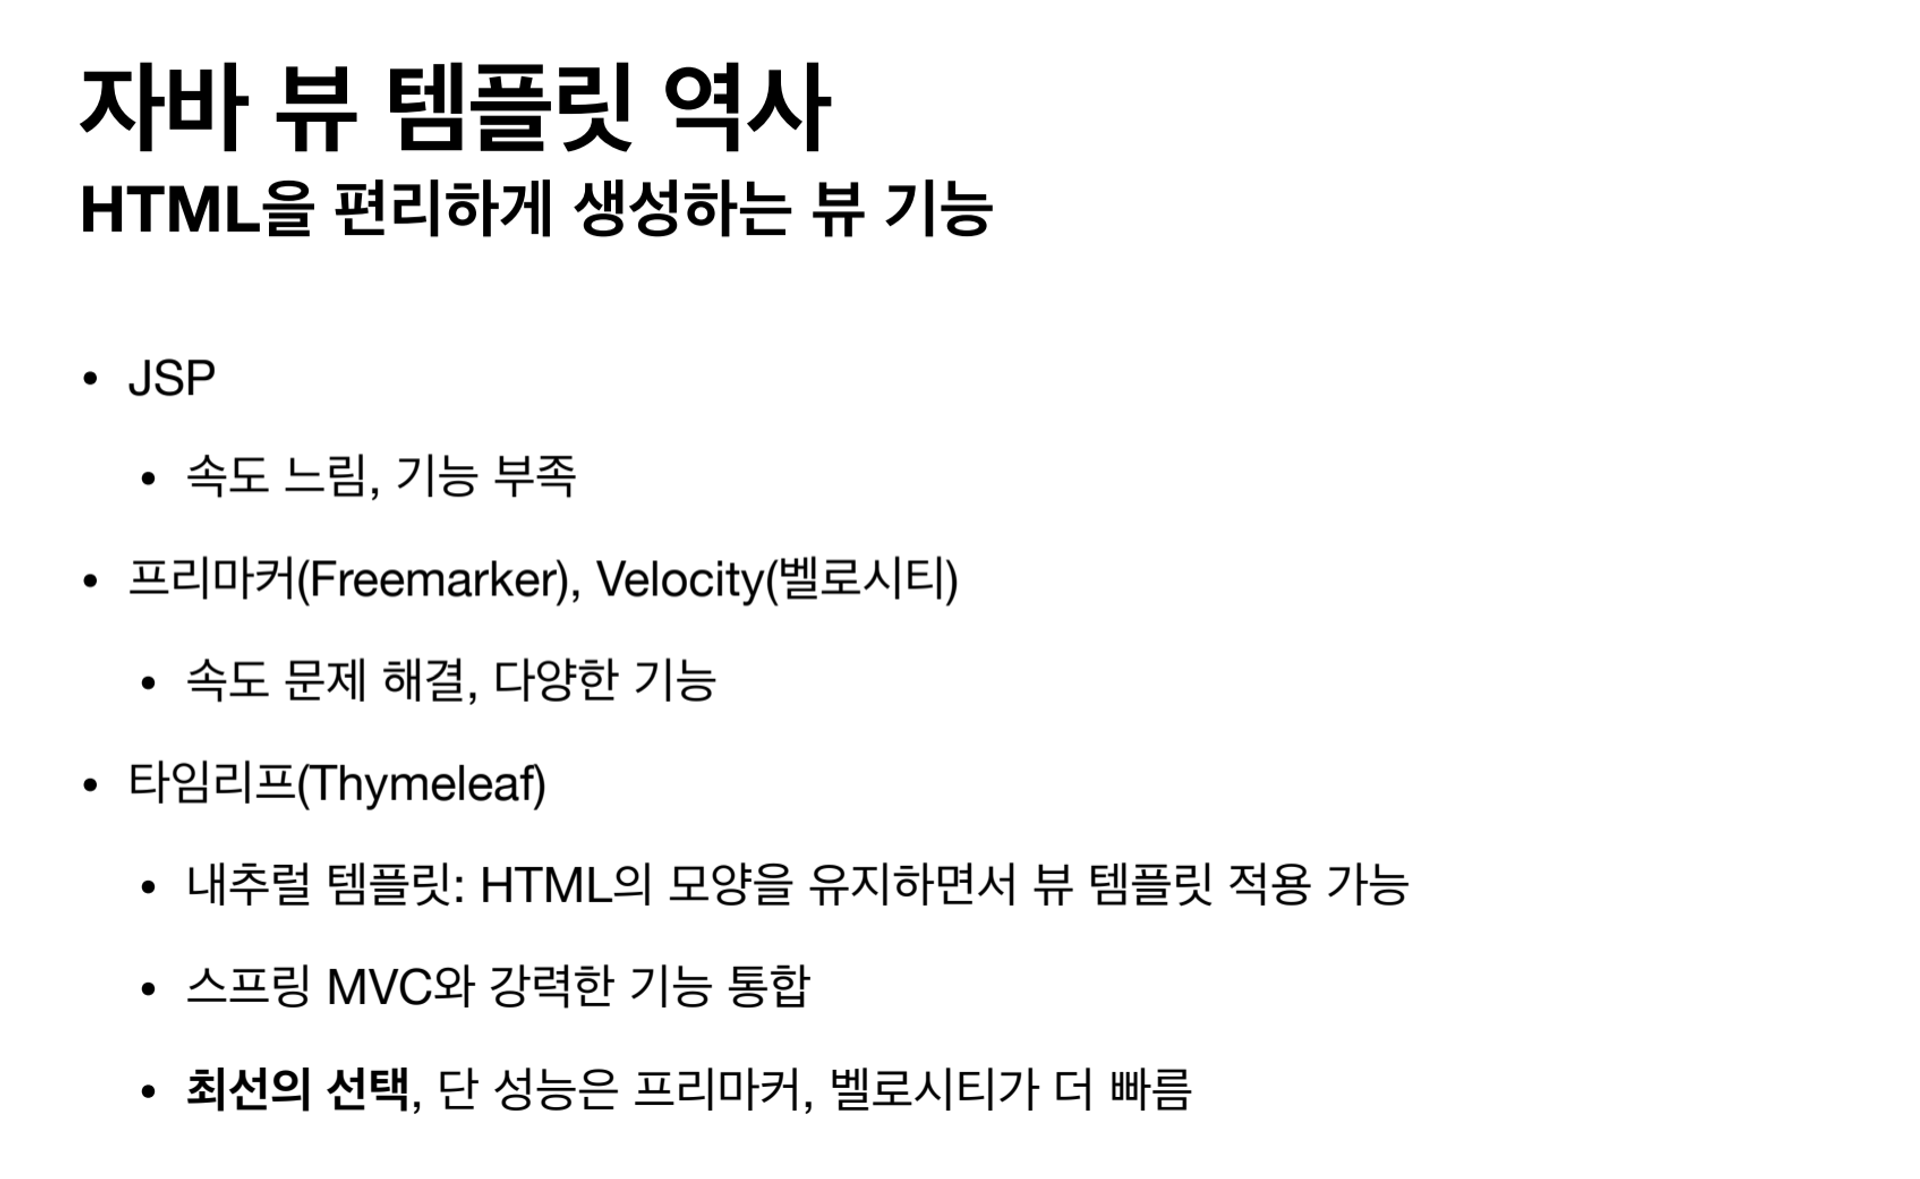 자바 뷰 템플릿 역사
HTML을 편리하게 생성하는 뷰 기능
• JSP
• 속도 느림, 기능 부족
• 프리마커(Freemarker), Velocity(벨로시티)
• 속도 문제 해결, 다양한 기능
• 타임리프(Thymeleaf)
• 내추럴 템플릿: HTML의 모양을 유지하면서 뷰 템플릿 적용 가능
• 스프링 MVC와 강력한 기능 통합
• 최선의 선택, 단 성능은 프리마커, 벨로시티가 더 빠름